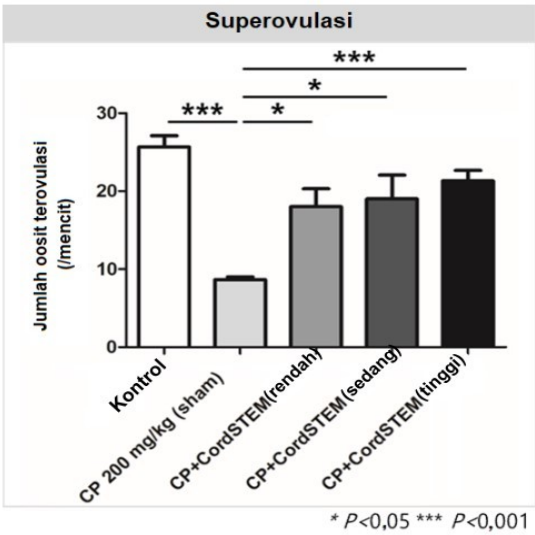 Superovulasi
***
*
*** *
Jumlah oosit terovulasi
(/mencit)
30
20
10
0
Kontrol
CP 200 mg/kg (sham)
CP+CordSTEM(rendah)
CP+CordSTEM(sedang)
CP+CordSTEM(tinggi)
* P<0,05 *** P<0,001